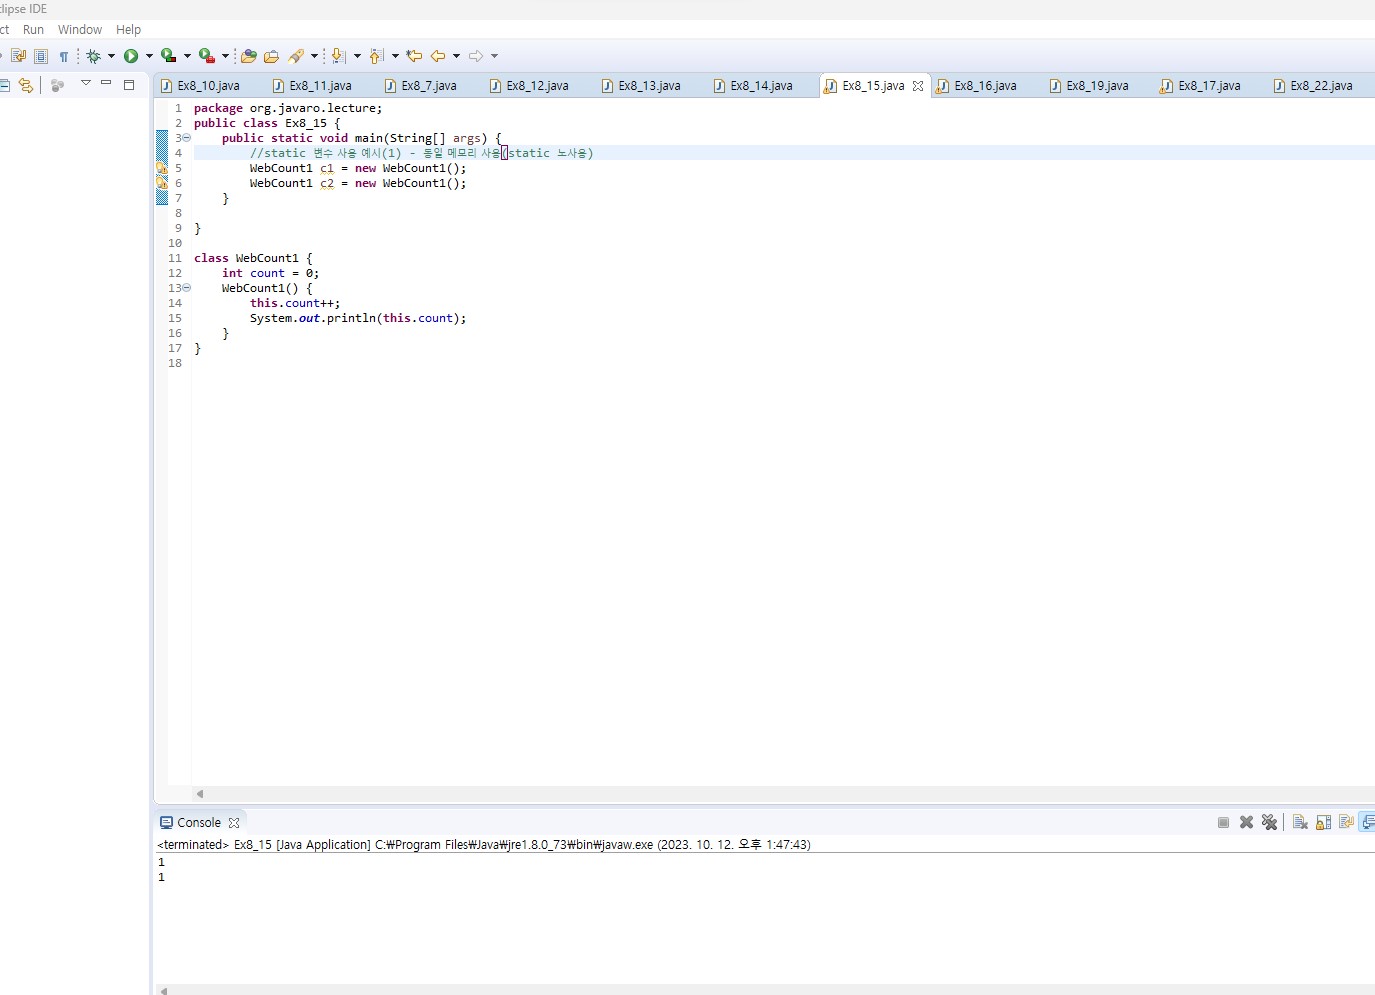 clipse IDE
ct Run Window Help
Ex8_10.java Ex8_11.java Ex8_7.java Ex8_12.java Ex8_13.java Ex8_14.java Ex8_15.java Ex8_16.java Ex8_19.java Ex8_17.java Ex8_22.java
1 package org.javaro.lecture;
2 public class Ex8_15 {
3 public static void main(String[] args) {
4 //static 변수 사용 예시(1) - 동일 메모리 사용(static 노사용)
5 WebCount1 c1 = new WebCount1();
6 WebCount1 c2 = new WebCount1();
7 }
8
9 }
10
11 class WebCount1 {
12 int count = 0;
13 WebCount1() {
14 this.count++;
15 System.out.println(this.count);
16 }
17 }
18
Console
<terminated> Ex8_15 [Java Application] C:₩Program Files₩Java₩jre1.8.0_73₩bin₩javaw.exe (2023. 10. 12. 오후 1:47:43)
1
1